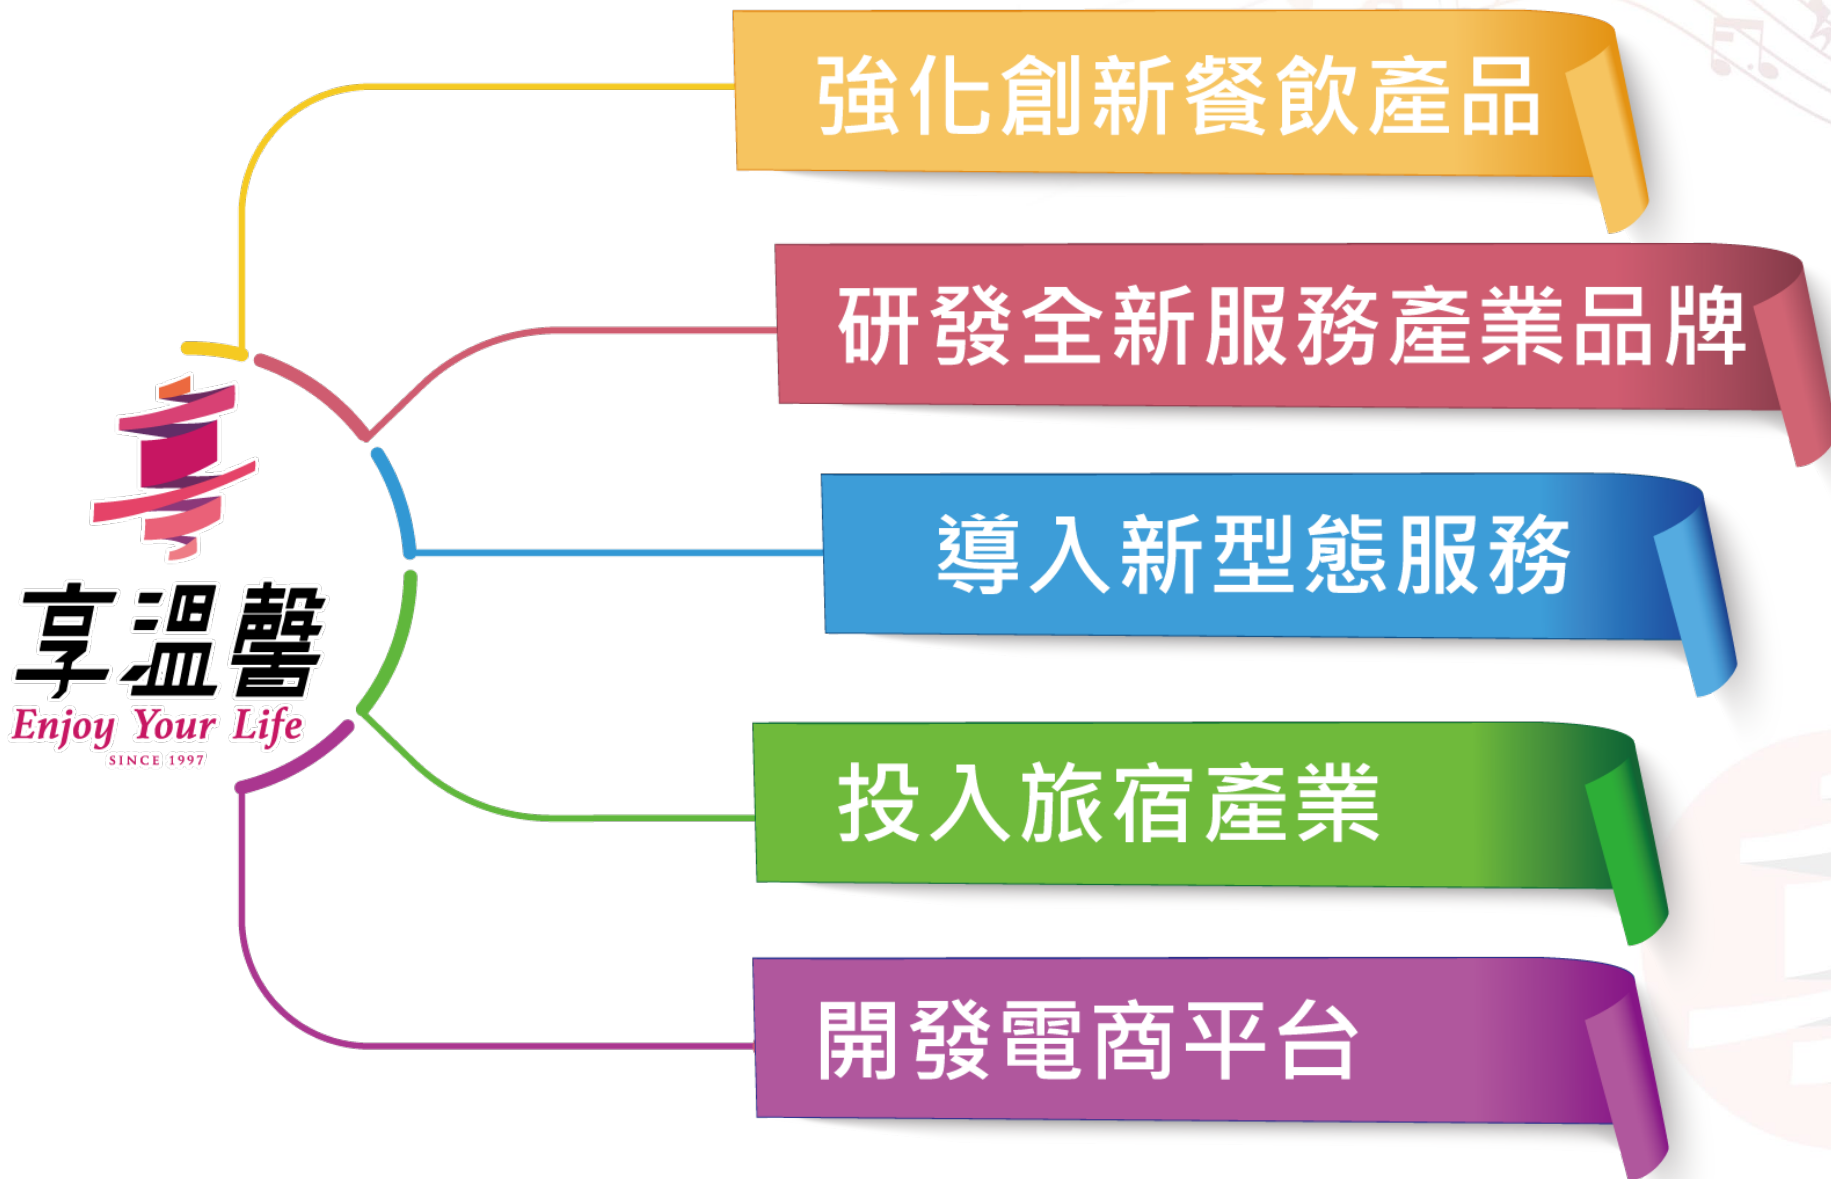 強化創新餐飲產品
研發全新服務產業品牌
導入新型態服務
享溫馨
Enjoy Your Life
SINCE 1997
投入旅宿產業
開發電商平台